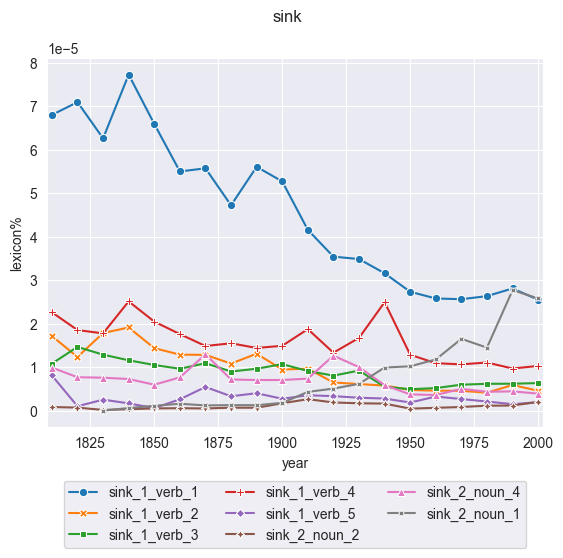 sink
1e−5
8
7
6
5
4
3
2
1
0
lexicon%
1825 1850 1875 1900 1925 1950 1975 2000
year
sink_1_verb_1 sink_1_verb_4 sink_2_noun_4
sink_1_verb_2 sink_1_verb_5 sink_2_noun_1
sink_1_verb_3 sink_2_noun_2